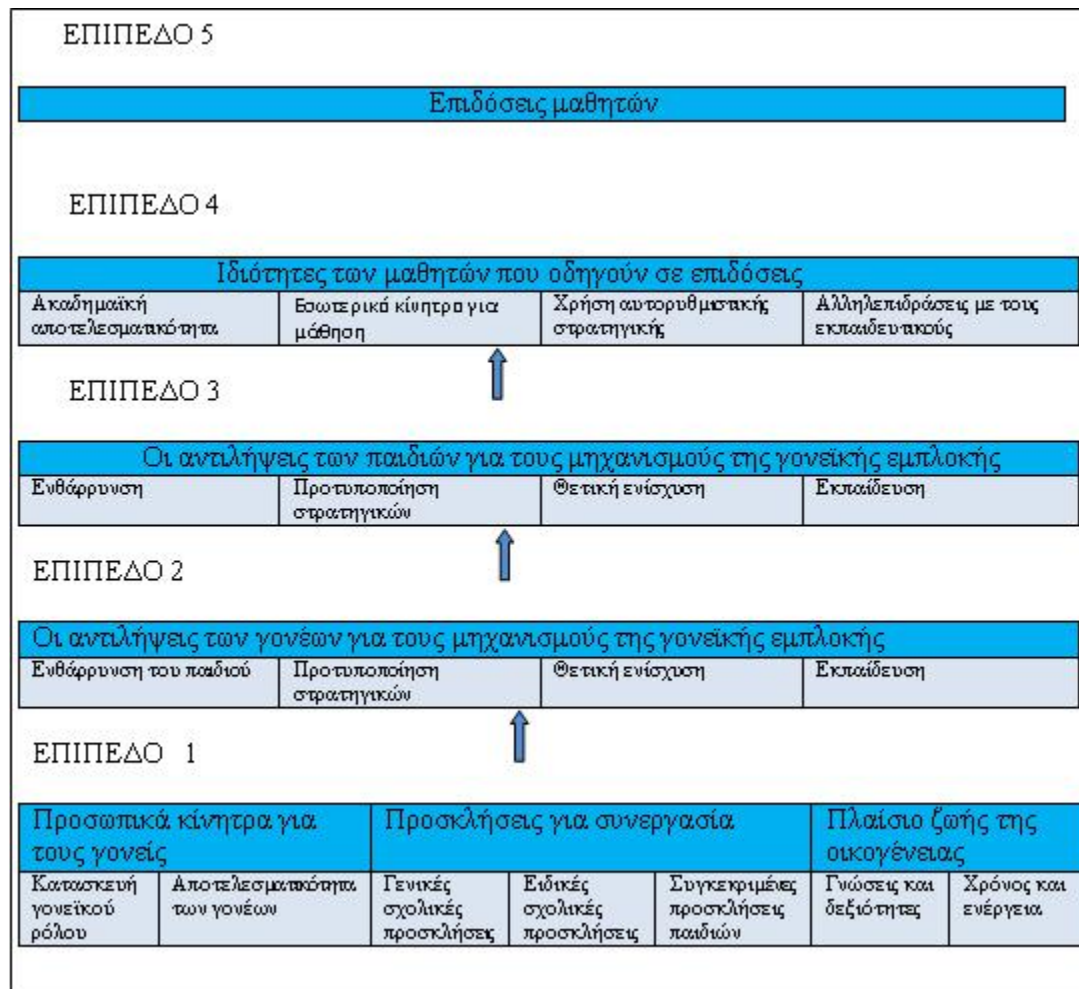 ΕΠΙΠΕΔΟ 5
Επιδόσεις μαθητών
ΕΠΙΠΕΔΟ 4
Ιδιότητες των μαθητών που οδηγούν σε επιδόσεις
Ακαδημαϊκή
αποτελεσματικότητα
Εσωτερικά κίνητρα για
μάθηση
Χρήση αυτορυθμιστικής
στρατηγικής
Αλληλεπιδράσεις με τους
εκπαιδευτικούς
ΕΠΙΠΕΔΟ 3
Οι αντιλήψεις των παιδιών για τους μηχανισμούς της γονεϊκής εμπλοκής
Ενθάρρυνση
Προτυποποίηση
στρατηγικών
Θετική ενίσχυση
Εκπαίδευση
ΕΠΙΠΕΔΟ 2
Οι αντιλήψεις των γονέων για τους μηχανισμούς της γονεϊκής εμπλοκής
Ενθάρρυνση του παιδιού
Προτυποποίηση
στρατηγικών
Θετική ενίσχυση
Εκπαίδευση
ΕΠΙΠΕΔΟ 1
Προσωπικά κίνητρα για
τους γονείς
Προσκλήσεις για συνεργασία
Πλαίσιο ζωής της
οικογένειας
Κατασκευή
γονεϊκού
ρόλου
Αποτελεσματικότητα
των γονέων
Γενικές
σχολικές
προσκλήσεις
Ειδικές
σχολικές
προσκλήσεις
Συγκεκριμένες
προσκλήσεις
παιδιών
Γνώσεις και
δεξιότητες
Χρόνος και
ενέργεια